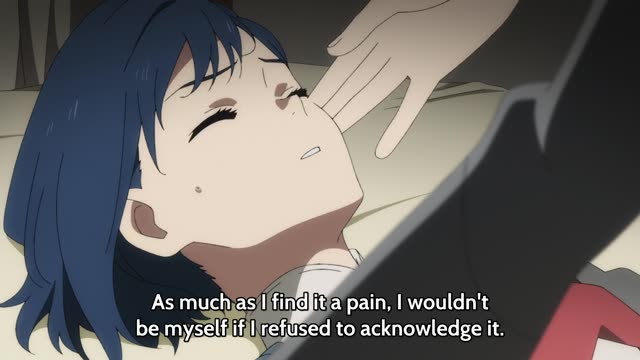 As much as I find it a pain, I wouldn't
be myself if I refused to acknowledge it.